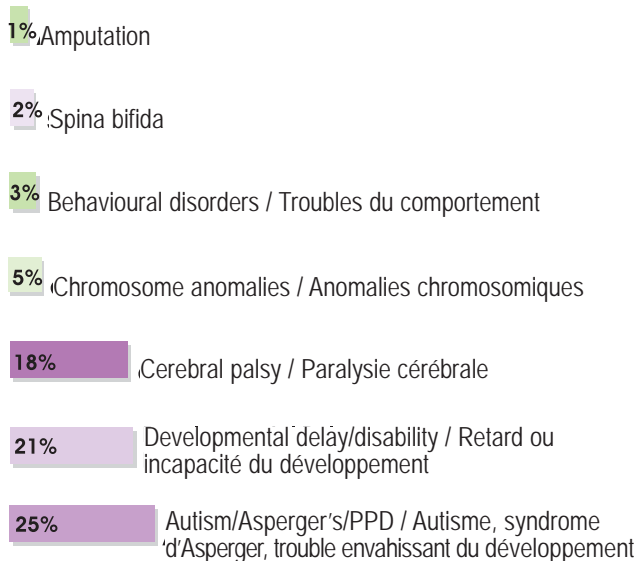 1% Amputation
2% Spina bifida
3% Behavioural disorders / Troubles du comportement
5% Chromosome anomalies / Anomalies chromosomiques
18% Cerebral palsy / Paralysie cérébrale
21% Developmental delay/disability / Retard ou
incapacité du développement
25% Autism/Asperger's/PPD / Autisme, syndrome
d'Asperger, trouble envahissant du développement